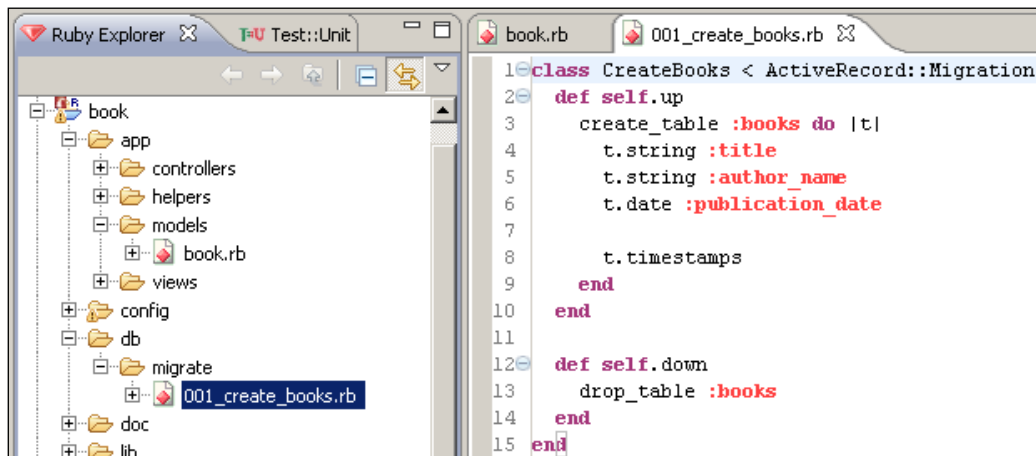 Ruby Explorer
Test::Unit
book
app
controllers
helpers
models
book.rb
views
config
db
migrate
001_create_books.rb
doc
lib
book.rb
001_create_books.rb
1 class CreateBooks < ActiveRecord::Migration
2 def self.up
3 create_table :books do |t|
4 t.string :title
5 t.string :author_name
6 t.date :publication_date
7
8 t.timestamps
9 end
10 end
11
12 def self.down
13 drop_table :books
14 end
15 end